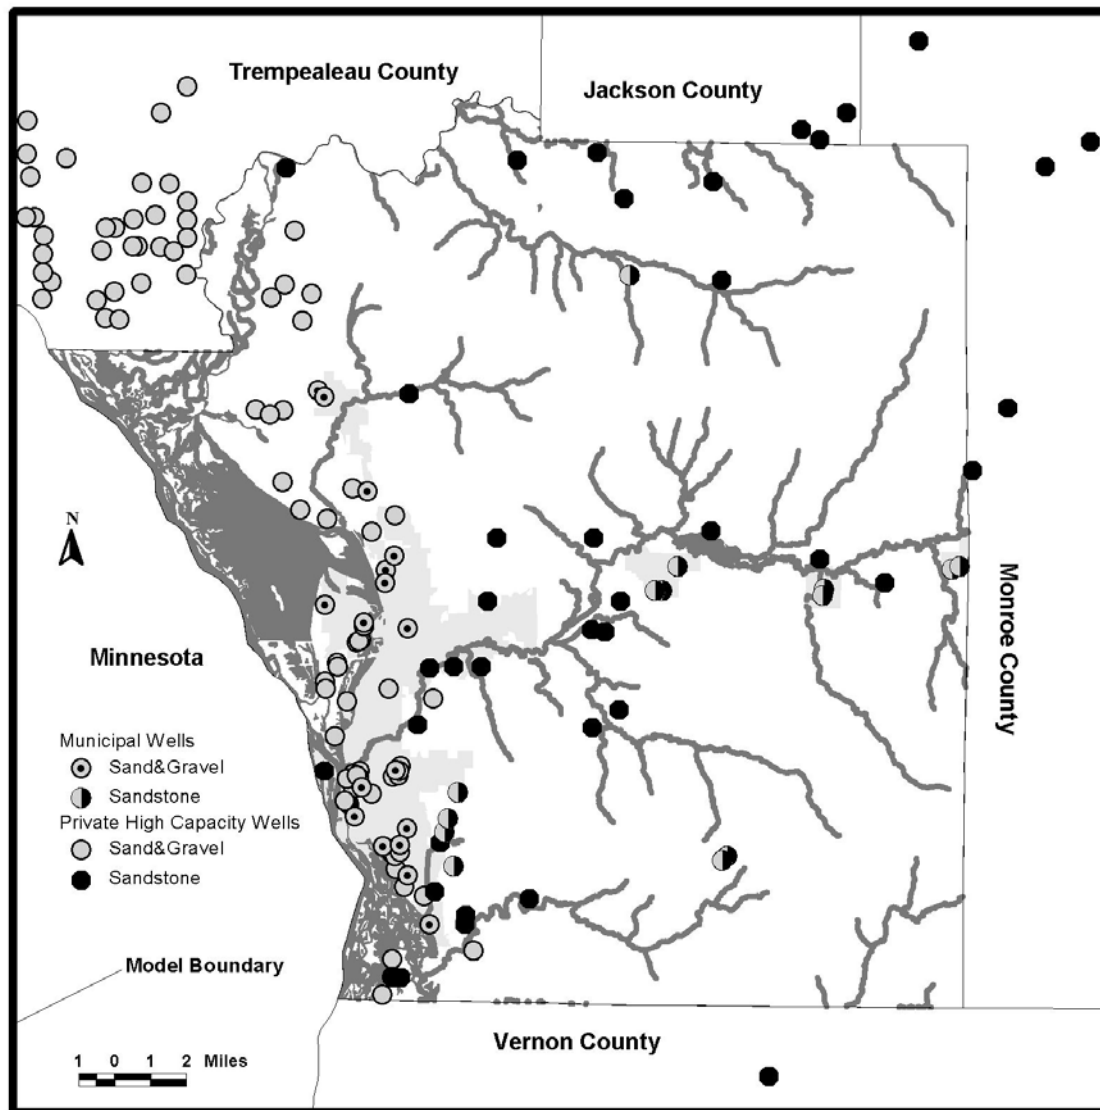 Trempealeau County
Jackson County
N
Minnesota
Monroe County
Municipal Wells
Sand&Gravel
Sandstone
Private High Capacity Wells
Sand&Gravel
Sandstone
Model Boundary
Vernon County
1 0 1 2 Miles